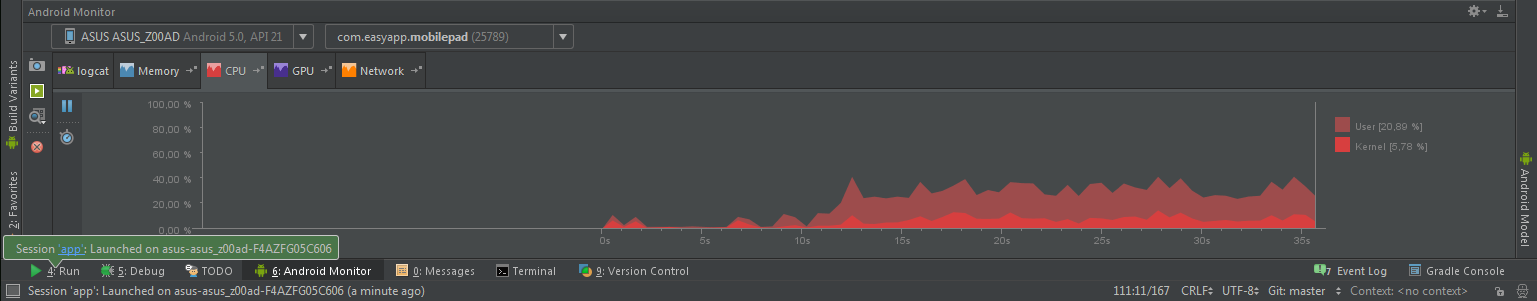 Android Monitor
ASUS ASUS_Z00AD Android 5.0, API 21
com.easyapp.mobilepad (25789)
logcat
Memory
CPU
GPU
Network
Build Variants
2: Favorites
100,00 %
80,00 %
60,00 %
40,00 %
20,00 %
0,00 %
0s 5s 10s 15s 20s 25s 30s 35s
User [20,89 %]
Kernel [5,78 %]
Android Model
Session 'app': Launched on asus-asus_z00ad-F4AZFG05C606
4: Run
5: Debug
TODO
6: Android Monitor
0: Messages
Terminal
9: Version Control
7 Event Log
Gradle Console
Session 'app': Launched on asus-asus_z00ad-F4AZFG05C606 (a minute ago)
111:11/167
CRLF
UTF-8
Git: master
Context: <no context>